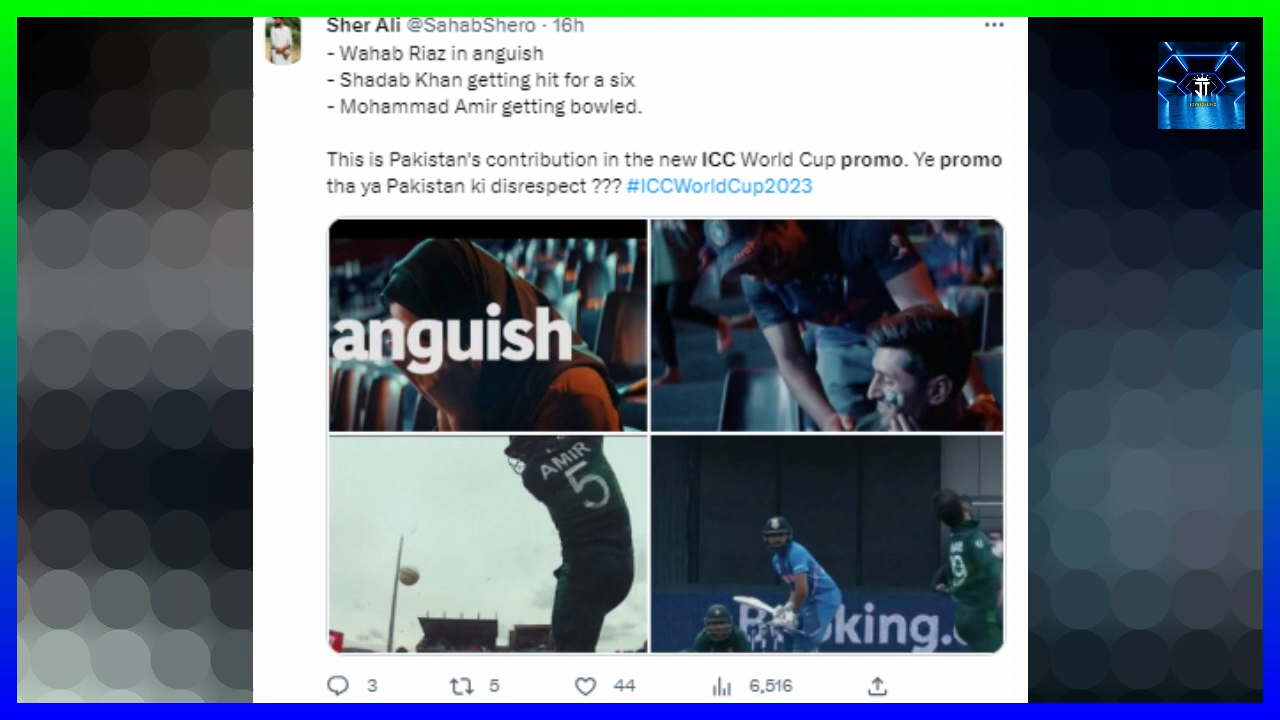 Sher Ali @SahabShero · 16h
- Wahab Riaz in anguish
- Shadab Khan getting hit for a six
- Mohammad Amir getting bowled.
This is Pakistan's contribution in the new ICC World Cup promo. Ye promo
tha ya Pakistan ki disrespect ??? #ICCWorldCup2023
anguish
AMIR
5
king.
3 5 44 6,516